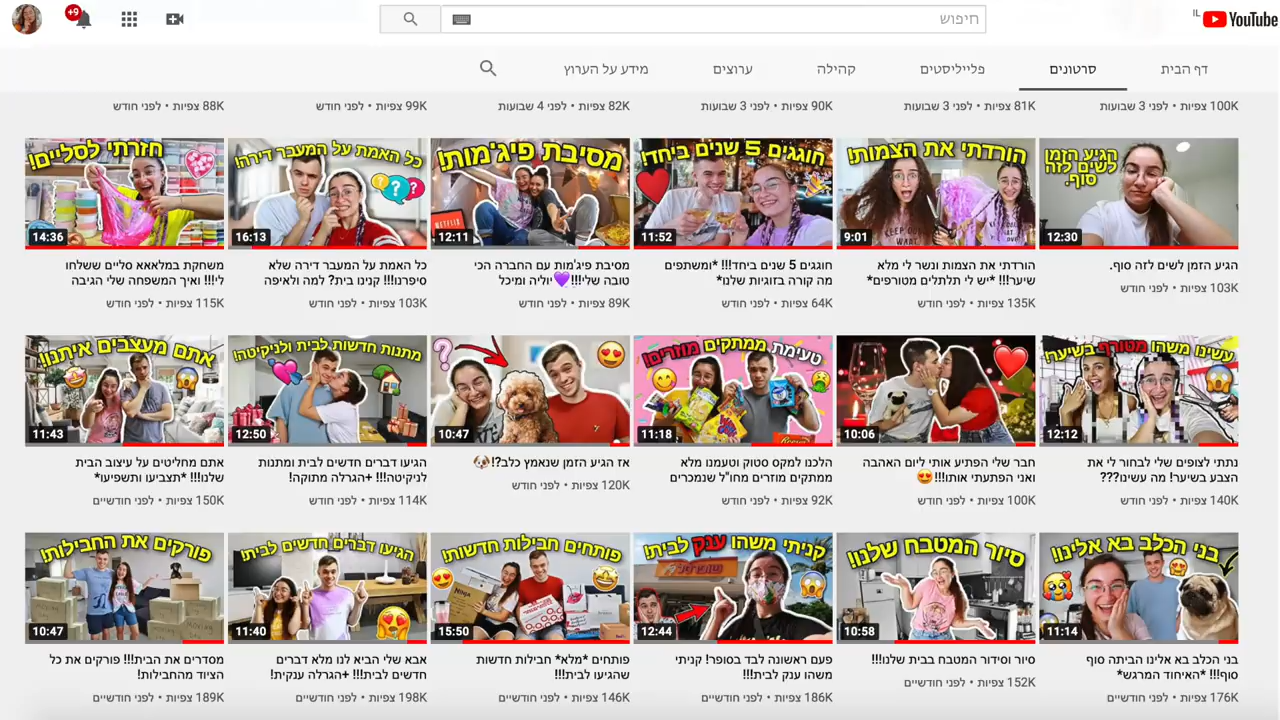 +9
חיפוש
IL
YouTube
דף הבית
סרטונים
פלייליסטים
קהילה
ערוצים
מידע על הערוץ
100K צפיות • לפני 3 שבועות
81K צפיות • לפני 3 שבועות
90K צפיות • לפני 3 שבועות
82K צפיות • לפני 4 שבועות
99K צפיות • לפני חודש
88K צפיות • לפני חודש
הגיע הזמן
לשים לזה
סוף.
12:30
הורדתי את הצמות!
9:01
חוגגים 5 שנים ביחד!
11:52
מסיבת פיג'מות!
NETFLIX
12:11
כל האמת על המעבר דירה!
16:13
חזרתי לסליים!
14:36
הגיע הזמן לשים לזה סוף.
103K צפיות • לפני חודש
הורדתי את הצמות ונשר לי מלא
שיער!!! *יש לי תלתלים מטורפים*
135K צפיות • לפני חודש
חוגגים 5 שנים ביחד!!! *ומשתפים
מה קורה בזוגיות שלנו*
64K צפיות • לפני חודש
מסיבת פיג'מות עם החברה הכי
טובה שלי!!!💜יוליה ומיכל
89K צפיות • לפני חודש
כל האמת על המעבר דירה שלא
סיפרנו!!! קנינו בית? למה ולאיפה
103K צפיות • לפני חודש
משחקת במלאאא סליים ששלחו
לי!!! ואיך המשפחה שלי הגיבה
115K צפיות • לפני חודש
עשינו משהו מטורף בשיער!
12:12
10:06
טעימת ממתקים מוזרים!
11:18
10:47
מתנות חדשות לבית ולניקיטה!
12:50
אתם מעצבים איתנו!
11:43
נתתי לצופים שלי לבחור לי את
הצבע בשיער! מה עשינו???
140K צפיות • לפני חודש
חבר שלי הפתיע אותי ליום האהבה
ואני הפתעתי אותו!!!😍
100K צפיות • לפני חודש
הלכנו למקס סטוק וטעמנו מלא
ממתקים מוזרים מחו"ל שנמכרים
92K צפיות • לפני חודש
אז הגיע הזמן שנאמץ כלב?!🐶
120K צפיות • לפני חודש
הגיעו דברים חדשים לבית ומתנות
לניקיטה!!! +הגרלה מתוקה!
114K צפיות • לפני חודש
אתם מחליטים על עיצוב הבית
שלנו!!! *תצביעו ותשפיעו*
150K צפיות • לפני חודשיים
בני הכלב בא אלינו!
11:14
סיור המטבח שלנו!
10:58
קניתי משהו ענק לבית!
12:44
פותחים חבילות חדשות!
15:50
הגיעו דברים חדשים לבית!
11:40
פורקים את החבילות!
10:47
בני הכלב בא אלינו הביתה סוף
סוף!!! *האיחוד המרגש*
176K צפיות • לפני חודשיים
סיור וסידור המטבח בבית שלנו!!!
152K צפיות • לפני חודשיים
פעם ראשונה לבד בסופר! קניתי
משהו ענק לבית!!!
186K צפיות • לפני חודשיים
פותחים *מלא* חבילות חדשות
שהגיעו לבית!!!
146K צפיות • לפני חודשיים
אבא שלי הביא לנו מלא דברים
חדשים לבית!!! +הגרלה ענקית!
198K צפיות • לפני חודשיים
מסדרים את הבית!!! פורקים את כל
הציוד מהחבילות!
189K צפיות • לפני חודשיים